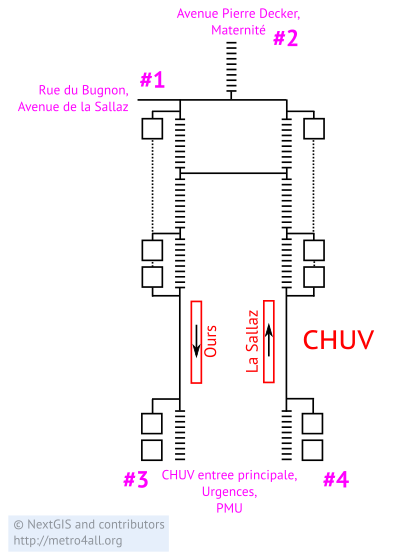 Avenue Pierre Decker,
Maternité
#2
#1
Rue du Bugnon,
Avenue de la Sallaz
Ours
La Sallaz
CHUV
#3
CHUV entree principale,
Urgences,
PMU
#4
© NextGIS and contributors
http://metro4all.org